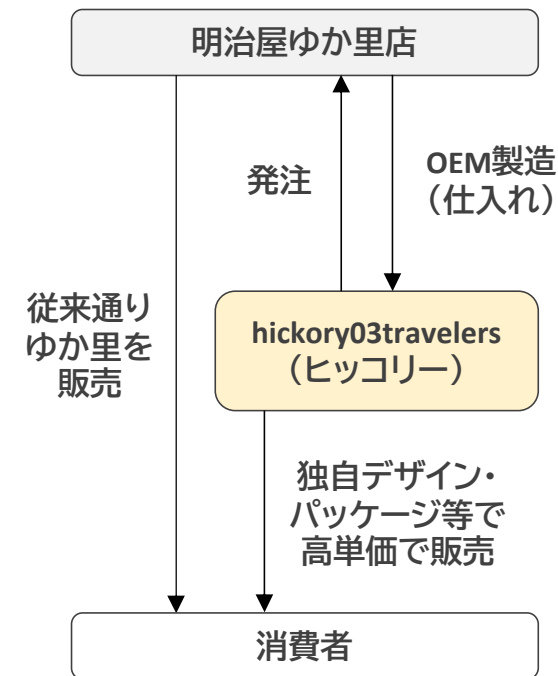 明治屋ゆか里店
発注
OEM製造
（仕入れ）
従来通り
ゆか里を
販売
hickory03travelers
（ヒッコリー）
独自デザイン・
パッケージ等で
高単価で販売
消費者